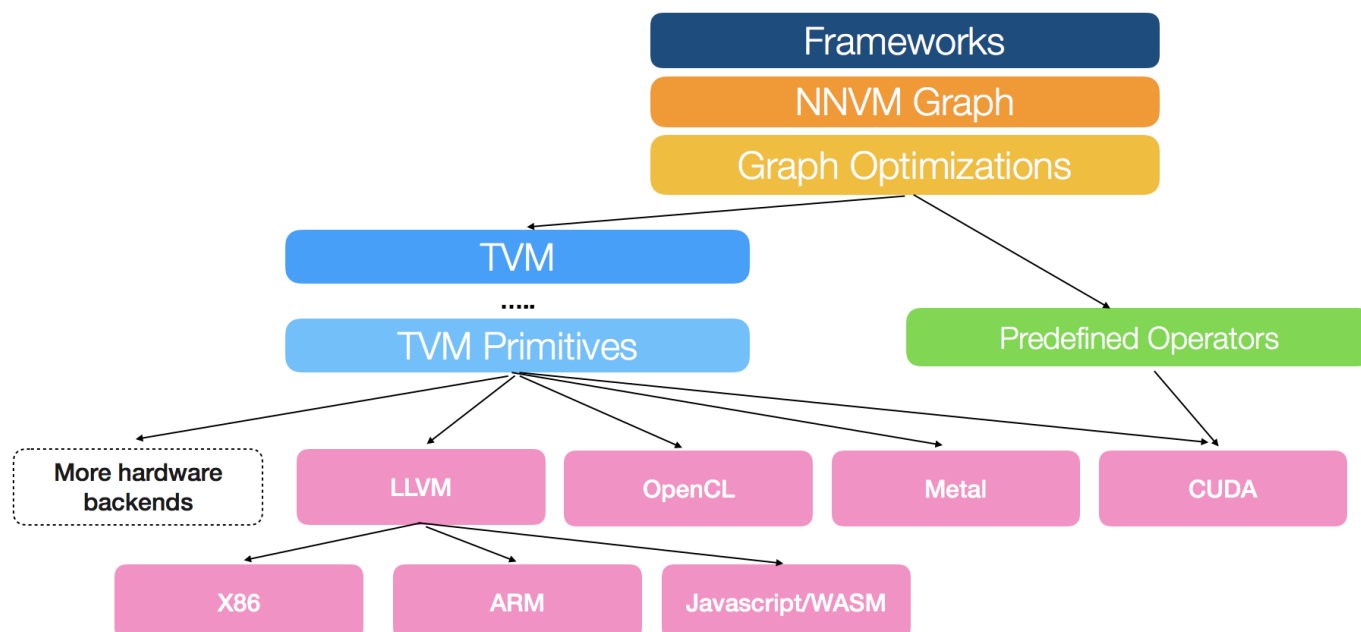 Frameworks
NNVM Graph
Graph Optimizations
TVM
.....
TVM Primitives
Predefined Operators
More hardware
backends
LLVM
OpenCL
Metal
CUDA
X86
ARM
Javascript/WASM